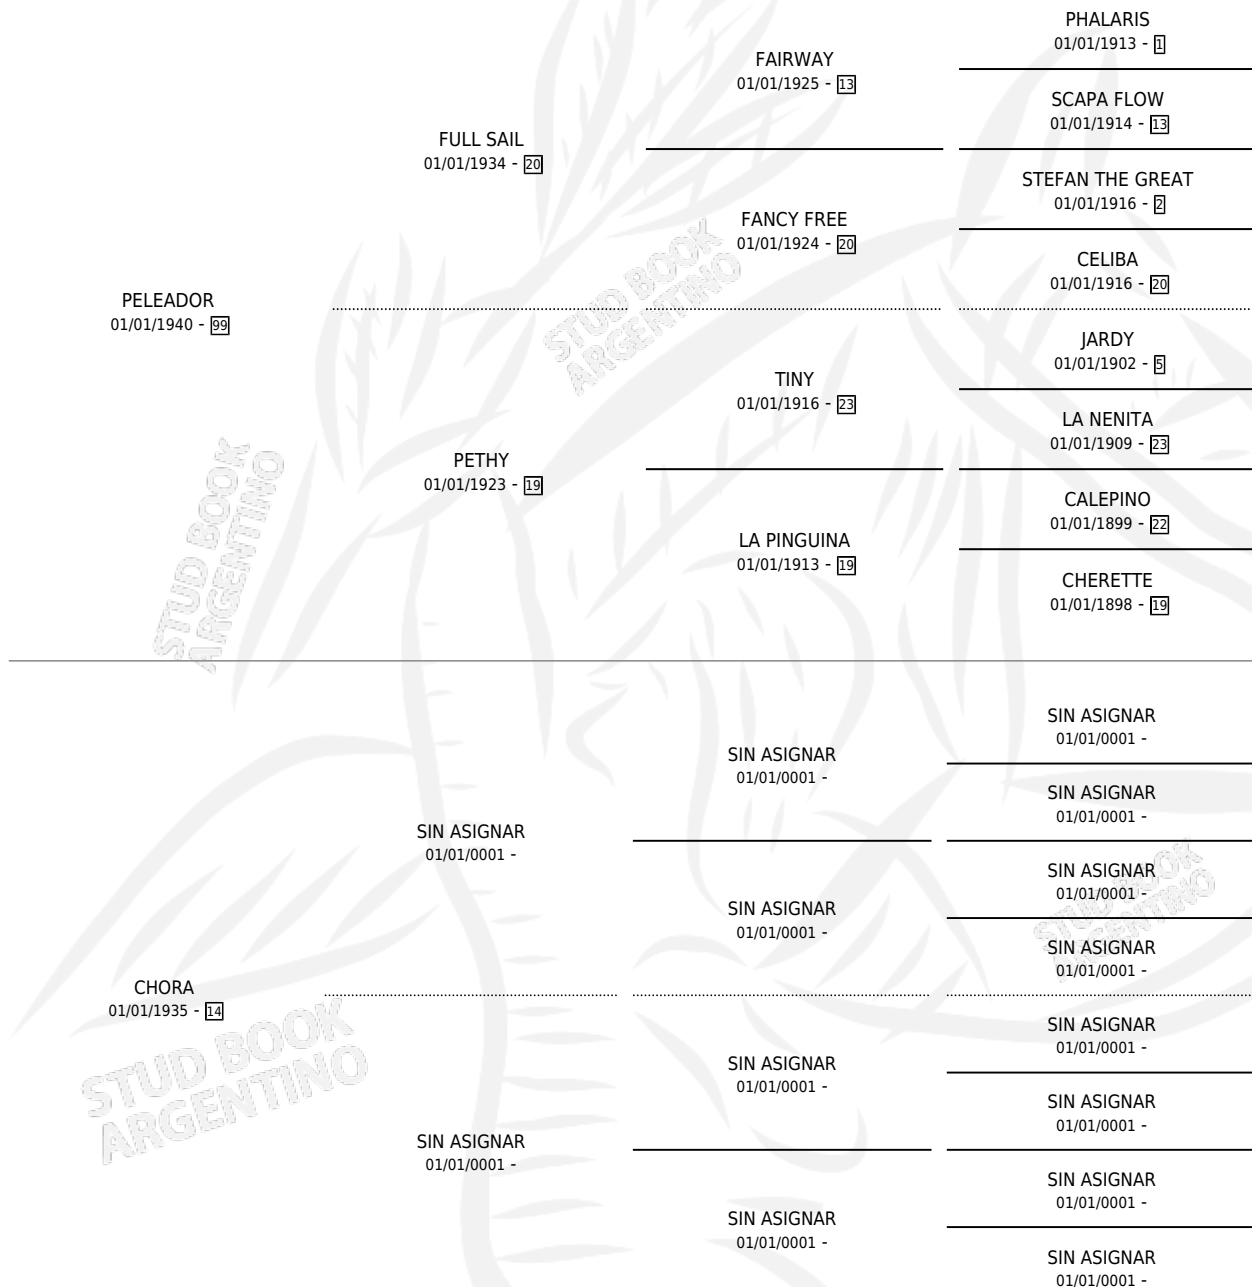 PHALARIS
01/01/1913 - 1
FAIRWAY
01/01/1925 - 13
SCAPA FLOW
01/01/1914 - 13
FULL SAIL
01/01/1934 - 20
STEFAN THE GREAT
01/01/1916 - 2
FANCY FREE
01/01/1924 - 20
CELIBA
01/01/1916 - 20
PELEADOR
01/01/1940 - 99
JARDY
01/01/1902 - 5
TINY
01/01/1916 - 23
LA NENITA
01/01/1909 - 23
PETHY
01/01/1923 - 19
CALEPINO
01/01/1899 - 22
LA PINGUINA
01/01/1913 - 19
CHERETTE
01/01/1898 - 19
STUD BOOK
ARGENTINO
STUD BOOK
ARGENTINO
SIN ASIGNAR
01/01/0001 -
SIN ASIGNAR
01/01/0001 -
SIN ASIGNAR
01/01/0001 -
SIN ASIGNAR
01/01/0001 -
SIN ASIGNAR
01/01/0001 -
SIN ASIGNAR
01/01/0001 -
SIN ASIGNAR
01/01/0001 -
CHORA
01/01/1935 - 14
SIN ASIGNAR
01/01/0001 -
SIN ASIGNAR
01/01/0001 -
SIN ASIGNAR
01/01/0001 -
SIN ASIGNAR
01/01/0001 -
SIN ASIGNAR
01/01/0001 -
SIN ASIGNAR
01/01/0001 -
SIN ASIGNAR
01/01/0001 -
STUD BOOK
ARGENTINO
STUD BOOK
ARGENTINO